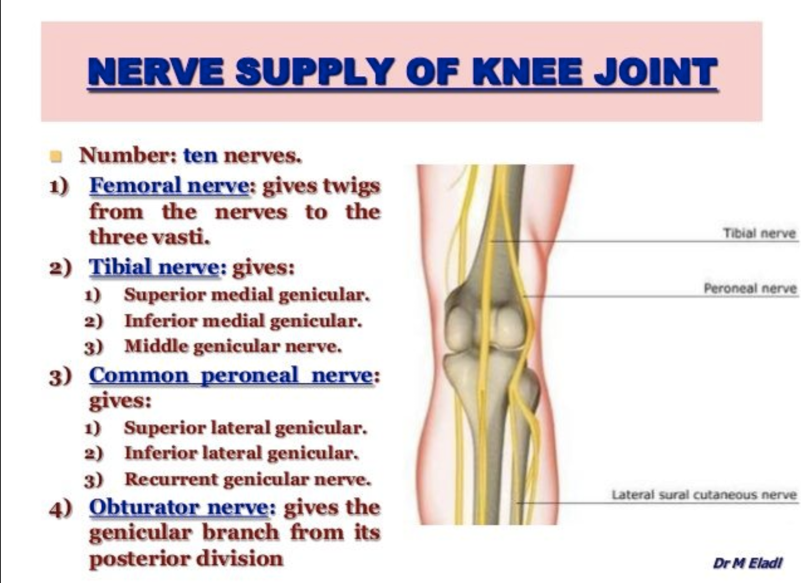 NERVE SUPPLY OF KNEE JOINT
Number: ten nerves.
1) Femoral nerve: gives twigs
from the nerves to the
three vasti.
2) Tibial nerve: gives:
1) Superior medial genicular.
2) Inferior medial genicular.
3) Middle genicular nerve.
3) Common peroneal nerve:
gives:
1) Superior lateral genicular.
2) Inferior lateral genicular.
3) Recurrent genicular nerve.
4) Obturator nerve: gives the
genicular branch from its
posterior division
Tibial nerve
Peroneal nerve
Lateral sural cutaneous nerve
Dr M Eladl